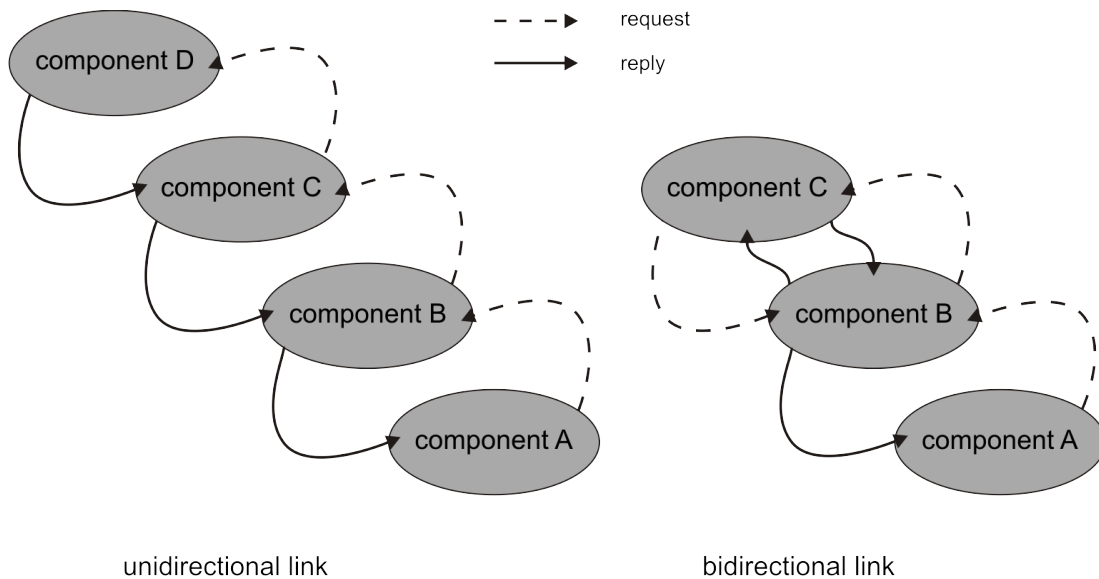 request
reply
component D
component C
component B
component A
component C
component B
component A
unidirectional link
bidirectional link